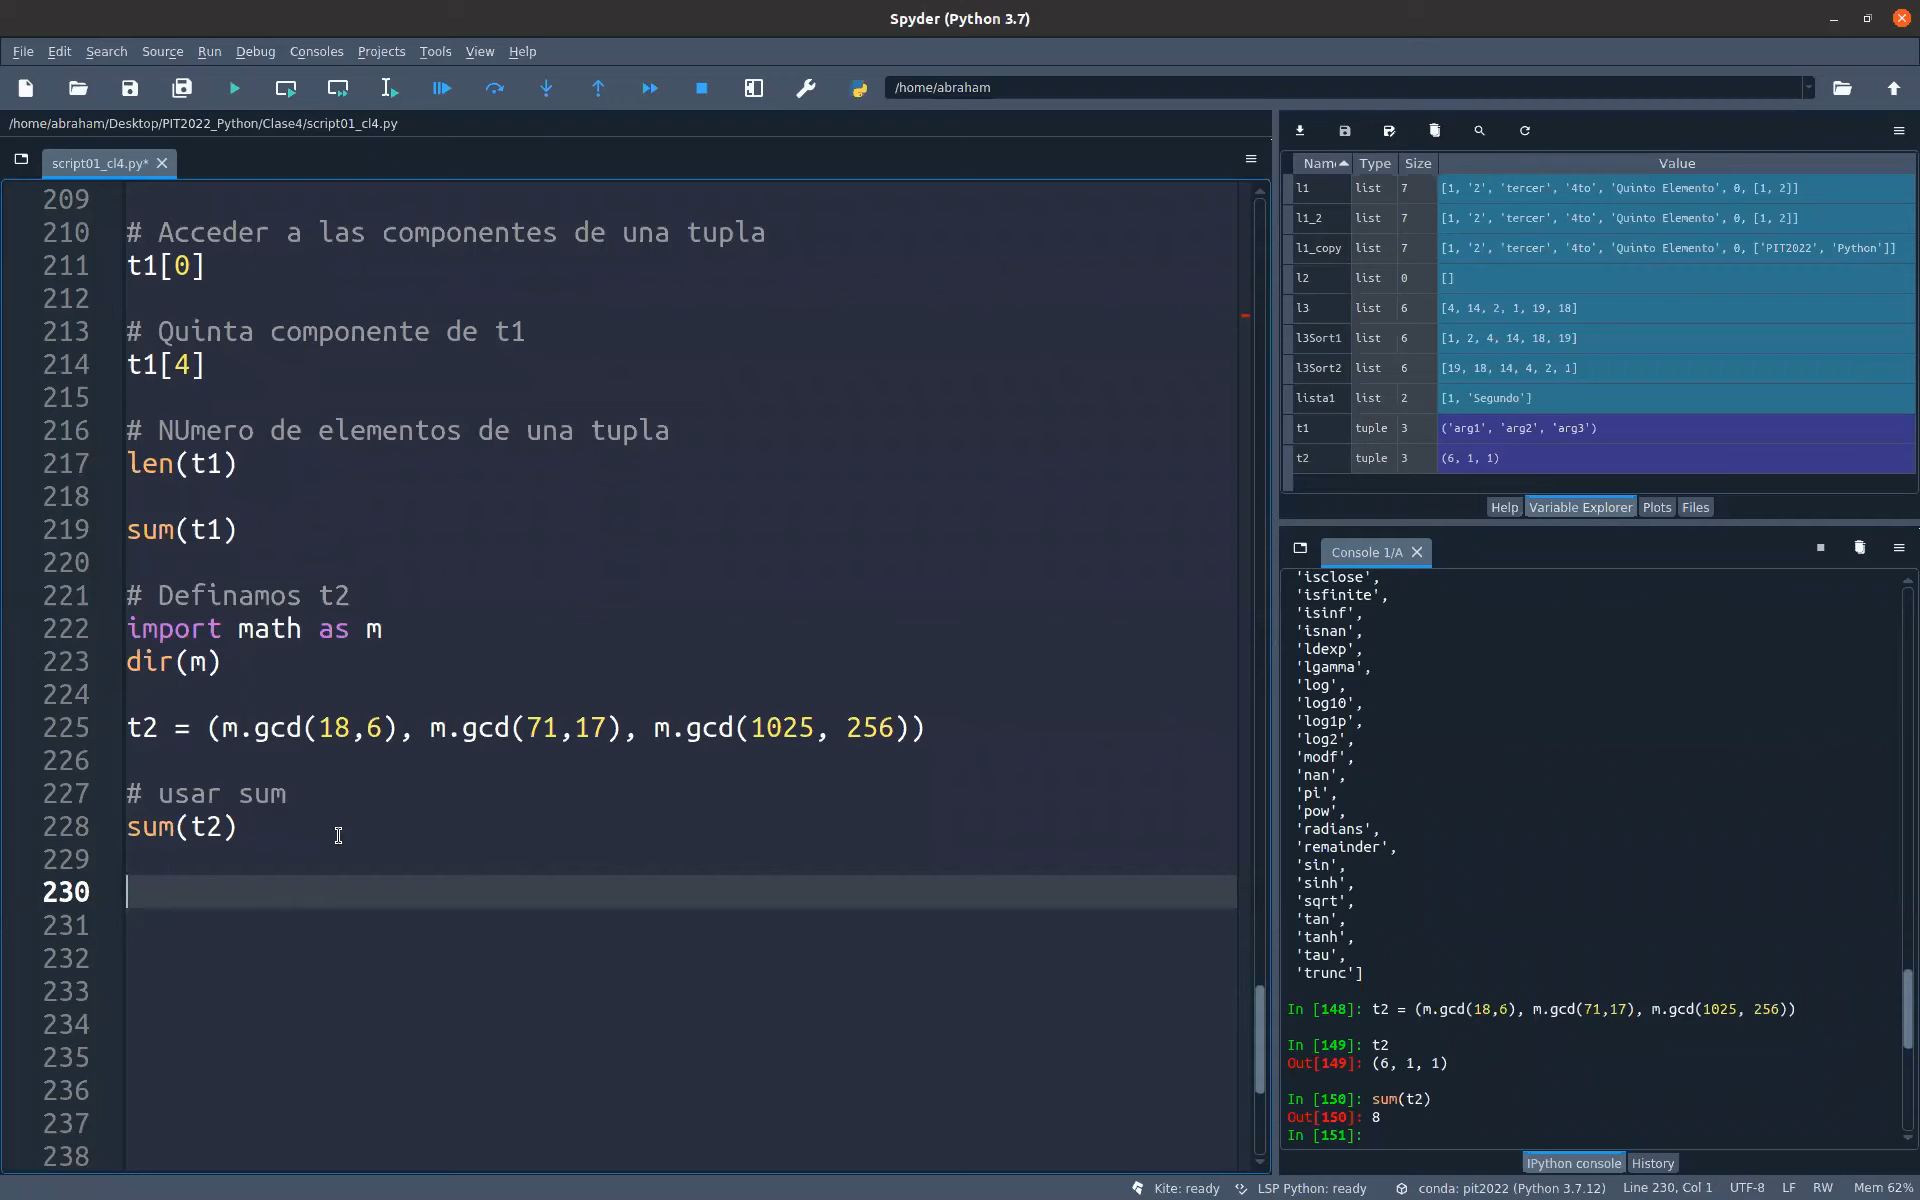 Spyder (Python 3.7)
File Edit Search Source Run Debug Consoles Projects Tools View Help
/home/abraham
/home/abraham/Desktop/PIT2022_Python/Clase4/script01_cl4.py
script01_cl4.py*
209
210 # Acceder a las componentes de una tupla
211 t1[0]
212
213 # Quinta componente de t1
214 t1[4]
215
216 # NUmero de elementos de una tupla
217 len(t1)
218
219 sum(t1)
220
221 # Definamos t2
222 import math as m
223 dir(m)
224
225 t2 = (m.gcd(18,6), m.gcd(71,17), m.gcd(1025, 256))
226
227 # usar sum
228 sum(t2)
229
230
231
232
233
234
235
236
237
238
Name Type Size Value
l1 list 7 [1, '2', 'tercer', '4to', 'Quinto Elemento', 0, [1, 2]]
l1_2 list 7 [1, '2', 'tercer', '4to', 'Quinto Elemento', 0, [1, 2]]
l1_copy list 7 [1, '2', 'tercer', '4to', 'Quinto Elemento', 0, ['PIT2022', 'Python']]
l2 list 0 []
l3 list 6 [4, 14, 2, 1, 19, 18]
l3Sort1 list 6 [1, 2, 4, 14, 18, 19]
l3Sort2 list 6 [19, 18, 14, 4, 2, 1]
lista1 list 2 [1, 'Segundo']
t1 tuple 3 ('arg1', 'arg2', 'arg3')
t2 tuple 3 (6, 1, 1)
Help Variable Explorer Plots Files
Console 1/A
'isclose',
'isfinite',
'isinf',
'isnan',
'ldexp',
'lgamma',
'log',
'log10',
'log1p',
'log2',
'modf',
'nan',
'pi',
'pow',
'radians',
'remainder',
'sin',
'sinh',
'sqrt',
'tan',
'tanh',
'tau',
'trunc']
In [148]: t2 = (m.gcd(18,6), m.gcd(71,17), m.gcd(1025, 256))
In [149]: t2
Out[149]: (6, 1, 1)
In [150]: sum(t2)
Out[150]: 8
In [151]:
IPython console History
Kite: ready LSP Python: ready conda: pit2022 (Python 3.7.12) Line 230, Col 1 UTF-8 LF RW Mem 62%